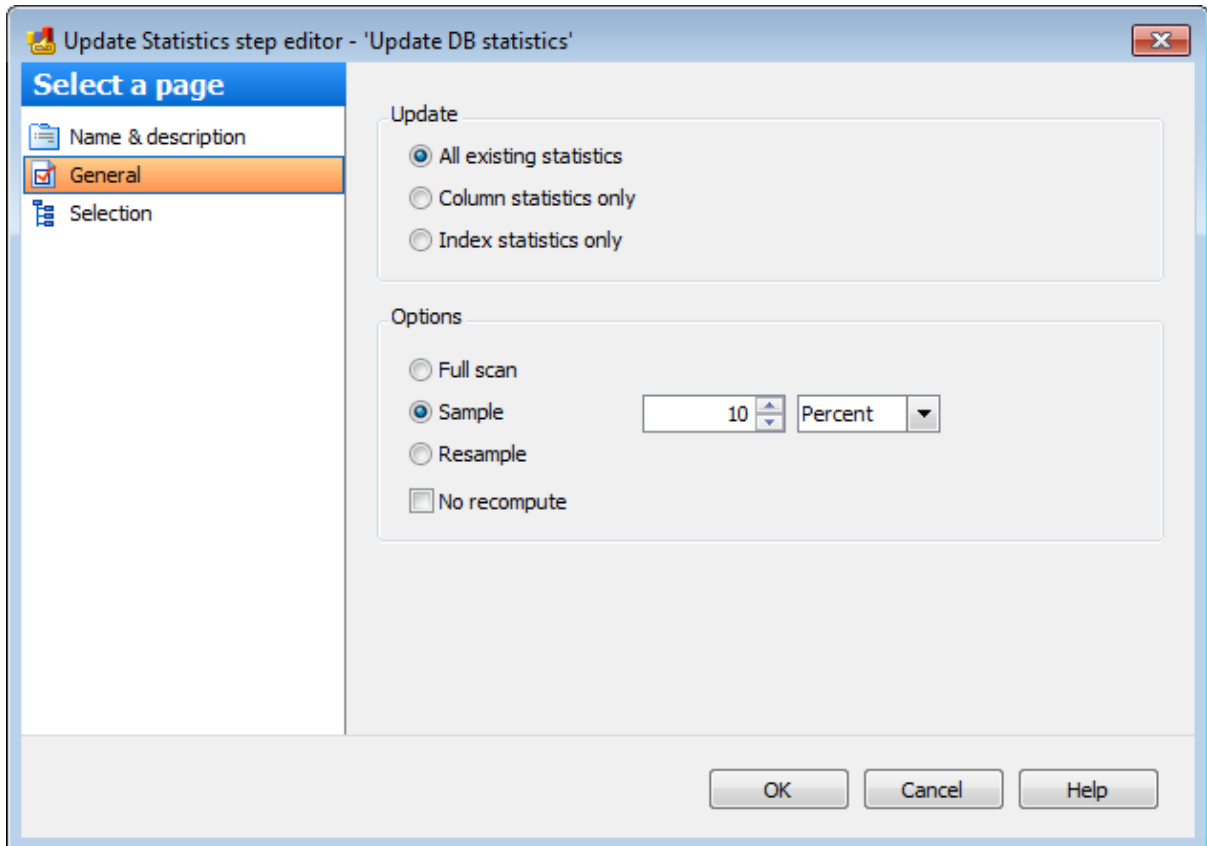 Update Statistics step editor - 'Update DB statistics'
Select a page
Name & description
General
Selection
Update
All existing statistics
Column statistics only
Index statistics only
Options
Full scan
Sample 10 Percent
Resample
No recompute
OK Cancel Help